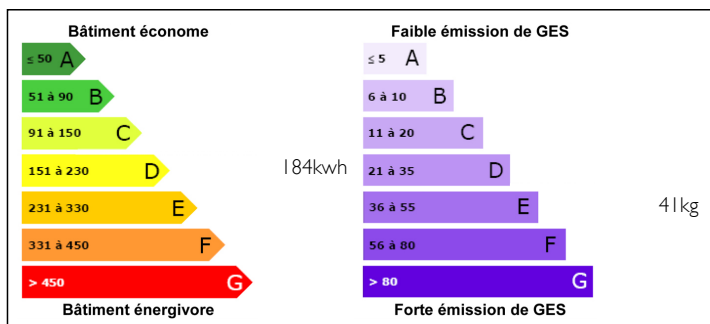 Bâtiment économe
≤ 50 A
51 à 90 B
91 à 150 C
151 à 230 D
231 à 330 E
331 à 450 F
> 450 G
Bâtiment énergivore
184kwh
Faible émission de GES
≤ 5 A
6 à 10 B
11 à 20 C
21 à 35 D
36 à 55 E
56 à 80 F
> 80 G
Forte émission de GES
41kg